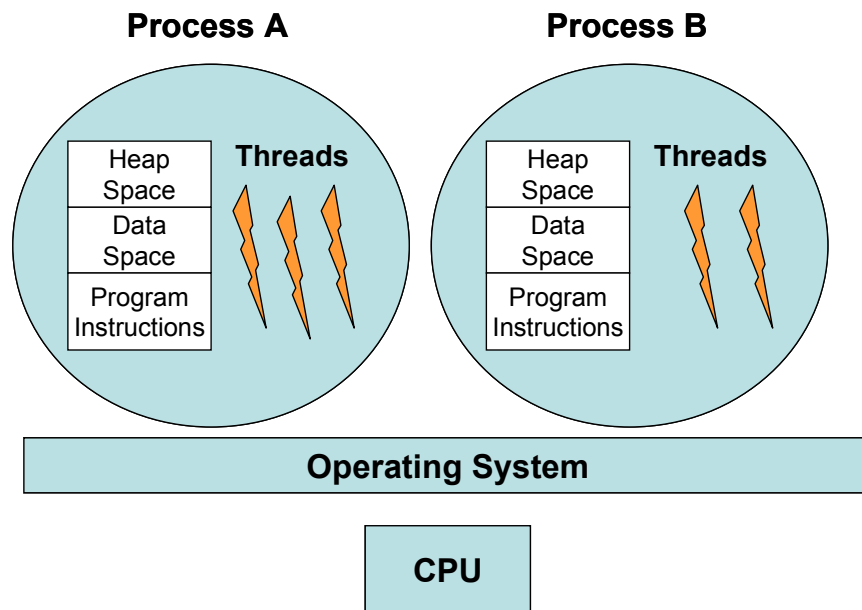 Process A
Process B
Heap
Space
Data
Space
Program
Instructions
Threads
Heap
Space
Data
Space
Program
Instructions
Threads
Operating System
CPU